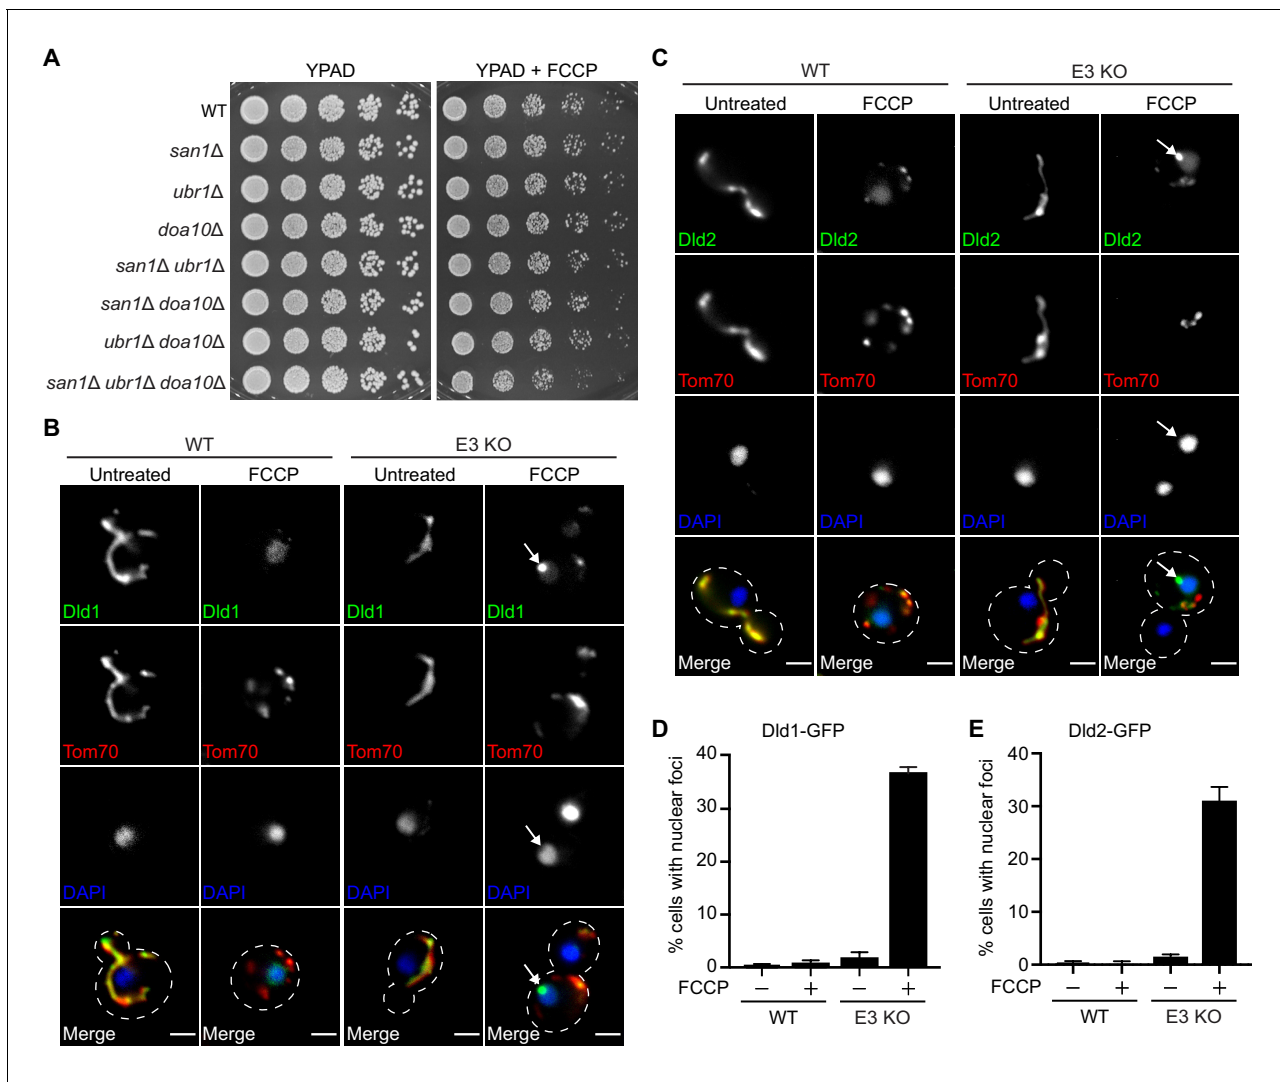 A
YPAD
YPAD + FCCP
WT
san1Δ
ubr1Δ
doa10Δ
san1Δ ubr1Δ
san1Δ doa10Δ
ubr1Δ doa10Δ
san1Δ ubr1Δ doa10Δ
B
WT
E3 KO
Untreated
FCCP
Untreated
FCCP
Dld1
Dld1
Dld1
Dld1
Tom70
Tom70
Tom70
Tom70
DAPI
DAPI
DAPI
DAPI
Merge
Merge
Merge
Merge
C
WT
E3 KO
Untreated
FCCP
Untreated
FCCP
Dld2
Dld2
Dld2
Dld2
Tom70
Tom70
Tom70
Tom70
DAPI
DAPI
DAPI
DAPI
Merge
Merge
Merge
Merge
D
Dld1-GFP
% cells with nuclear foci
40
30
20
10
0
FCCP
− + − +
WT
E3 KO
E
Dld2-GFP
% cells with nuclear foci
40
30
20
10
0
FCCP
− + − +
WT
E3 KO